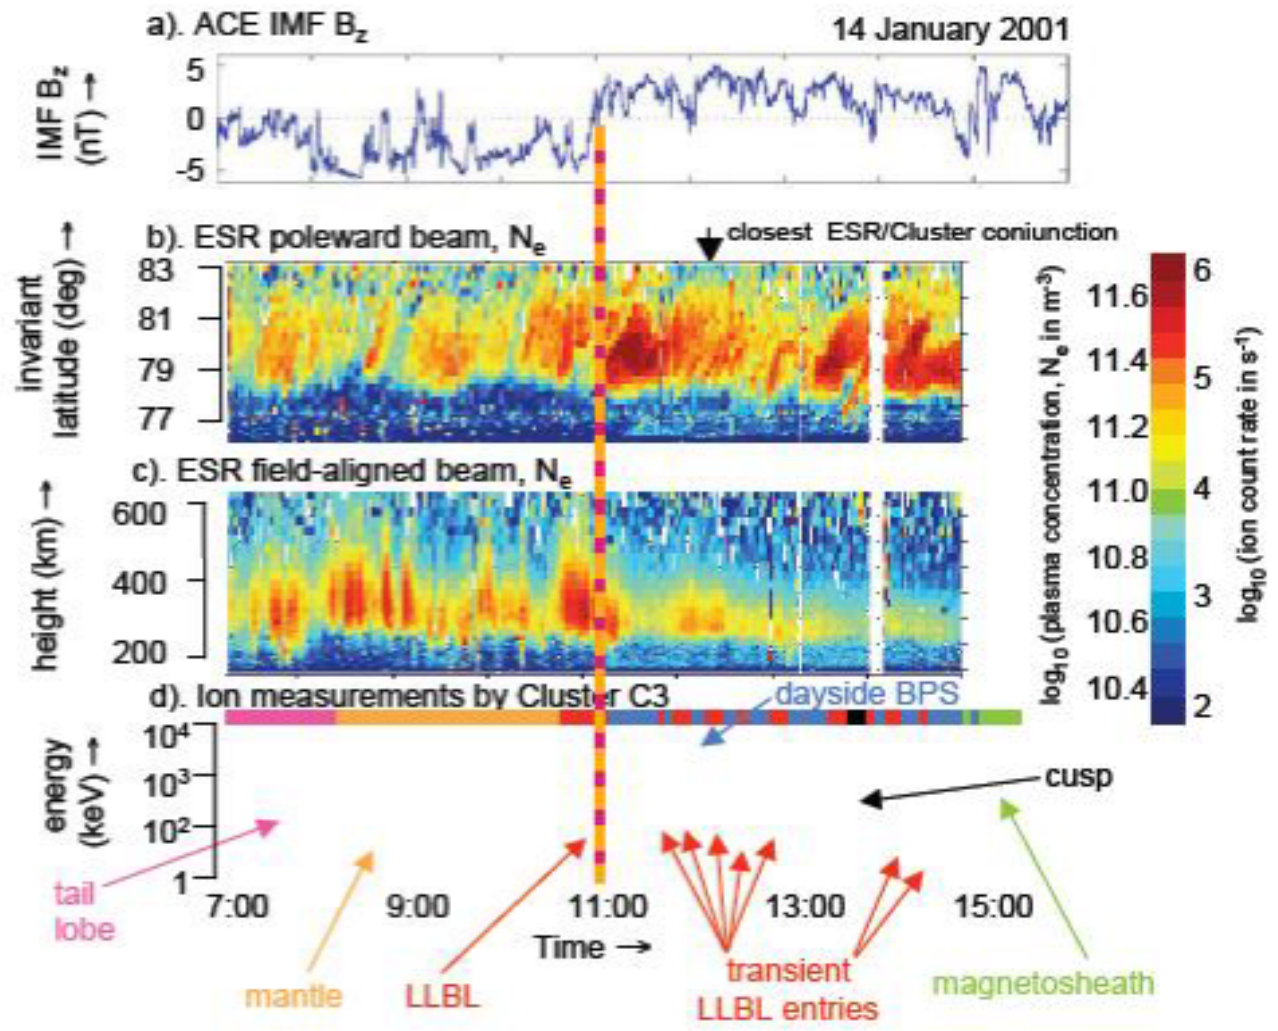 a). ACE IMF Bz
14 January 2001
IMF Bz
(nT) →
5
0
-5
b). ESR poleward beam, Ne
closest ESR/Cluster coniunction
invariant
latitude (deg) →
83
81
79
77
c). ESR field-aligned beam, Ne
height (km) →
600
400
200
11.6
11.4
11.2
11.0
10.8
10.6
10.4
log10 (plasma concentration, Ne in m-3)
6
5
4
3
2
log10 (ion count rate in s-1)
d). Ion measurements by Cluster C3
dayside BPS
energy
(keV) →
10⁴
10³
10²
1
cusp
tail
lobe
7:00 9:00 11:00 13:00 15:00
Time →
mantle
LLBL
transient
LLBL entries
magnetosheath